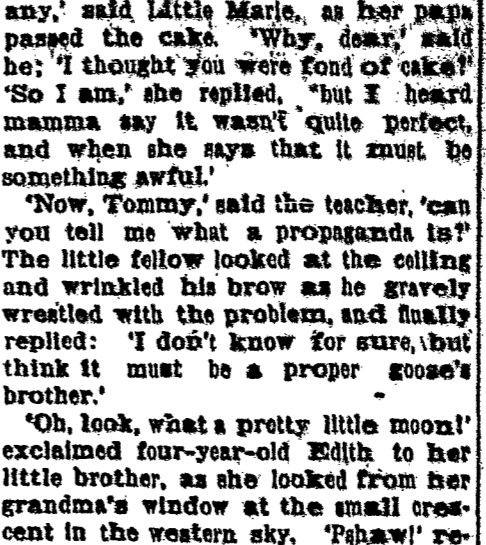 any,' said Little Marie, as her papa
passed the cake. 'Why, dear,' said
he; 'I thought you were fond of cake!'
'So I am,' she replied, 'but I heard
mamma say it wasn't quite perfect,
and when she says that it must be
something awful.'
'Now, Tommy,' said the teacher, 'can
you tell me what a propaganda is?'
The little fellow looked at the ceiling
and wrinkled his brow as he gravely
wrestled with the problem, and finally
replied: 'I don't know for sure, but
think it must be a proper goose's
brother.'
'Oh, look, what a pretty little moon!'
exclaimed four-year-old Edith to her
little brother, as she looked from her
grandma's window at the small cres-
cent in the western sky, 'Pshaw!' re-